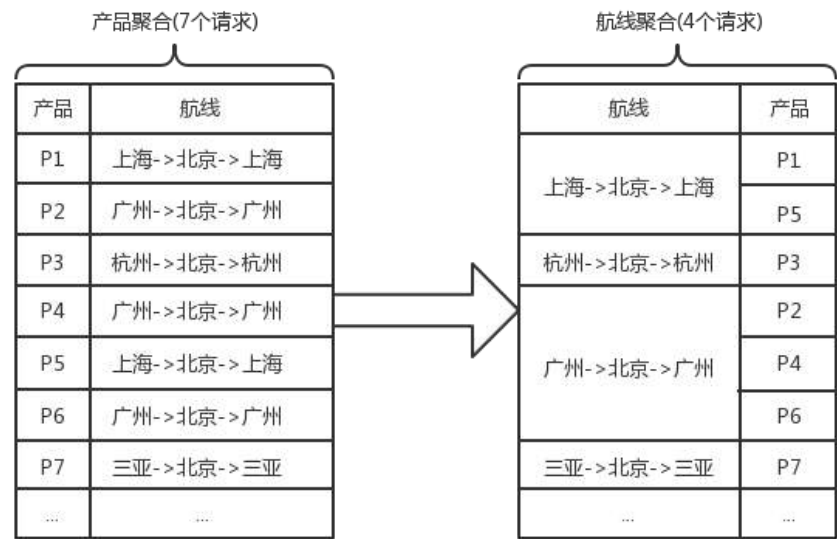 产品聚合(7个请求)
产品 航线
P1 上海->北京->上海
P2 广州->北京->广州
P3 杭州->北京->杭州
P4 广州->北京->广州
P5 上海->北京->上海
P6 广州->北京->广州
P7 三亚->北京->三亚
... ...
航线聚合(4个请求)
航线 产品
上海->北京->上海 P1
P5
杭州->北京->杭州 P3
广州->北京->广州 P2
P4
P6
三亚->北京->三亚 P7
... ...